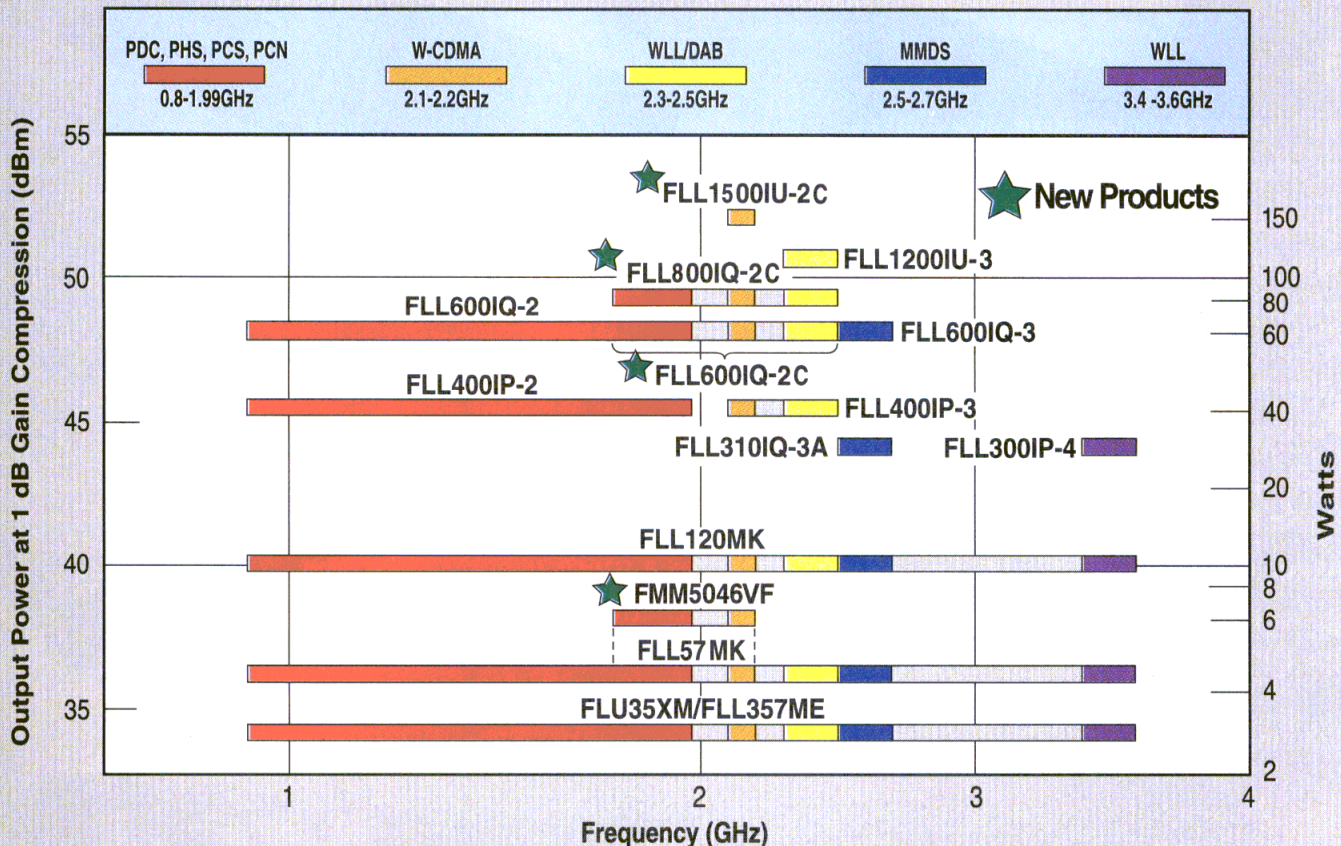 PDC, PHS, PCS, PCN W-CDMA WLL/DAB MMDS WLL
0.8-1.99GHz 2.1-2.2GHz 2.3-2.5GHz 2.5-2.7GHz 3.4 -3.6GHz
Output Power at 1 dB Gain Compression (dBm)
55
50
45
40
35
FLL1500IU-2C
New Products
FLL1200IU-3
FLL800IQ-2C
FLL600IQ-2
FLL600IQ-3
FLL600IQ-2C
FLL400IP-2
FLL400IP-3
FLL310IQ-3A
FLL300IP-4
FLL120MK
FMM5046VF
FLL57MK
FLU35XM/FLL357ME
150
100
80
60
40
20
10
8
6
4
2
Watts
1 2 3 4
Frequency (GHz)